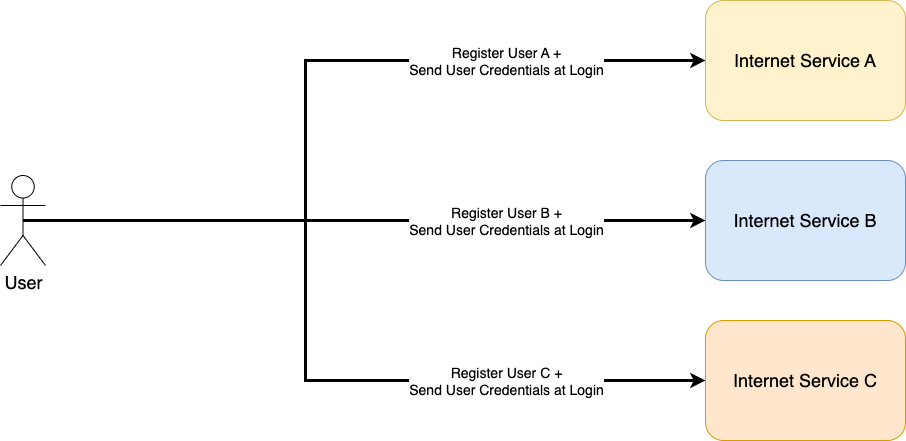 Register User A +
Send User Credentials at Login
Internet Service A
Register User B +
Send User Credentials at Login
Internet Service B
User
Register User C +
Send User Credentials at Login
Internet Service C